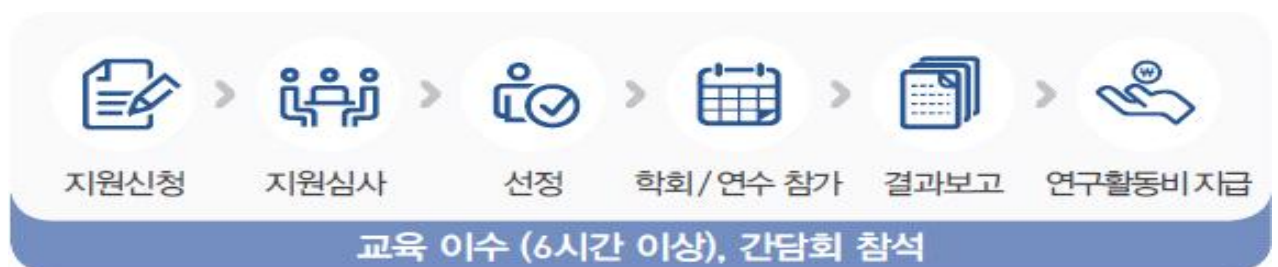 지원신청
지원심사
선정
학회/연수 참가
결과보고
연구활동비 지급
교육 이수 (6시간 이상), 간담회 참석